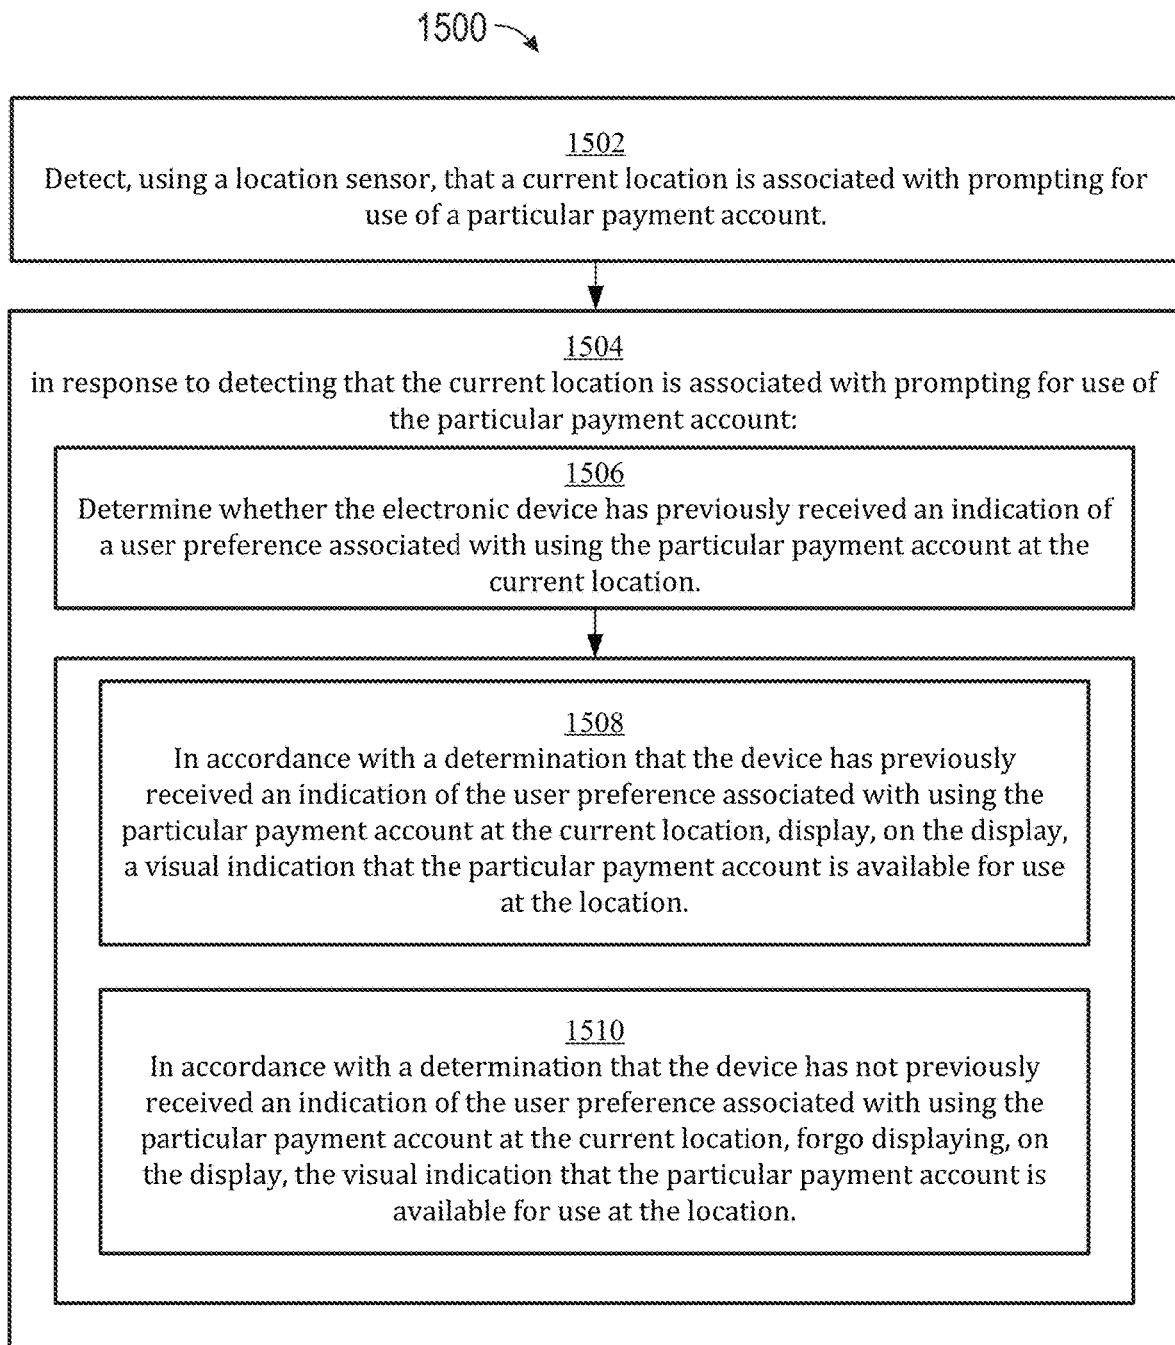 1500
1502
Detect, using a location sensor, that a current location is associated with prompting for
use of a particular payment account.
1504
in response to detecting that the current location is associated with prompting for use of
the particular payment account:
1506
Determine whether the electronic device has previously received an indication of
a user preference associated with using the particular payment account at the
current location.
1508
In accordance with a determination that the device has previously
received an indication of the user preference associated with using the
particular payment account at the current location, display, on the display,
a visual indication that the particular payment account is available for use
at the location.
1510
In accordance with a determination that the device has not previously
received an indication of the user preference associated with using the
particular payment account at the current location, forgo displaying, on
the display, the visual indication that the particular payment account is
available for use at the location.